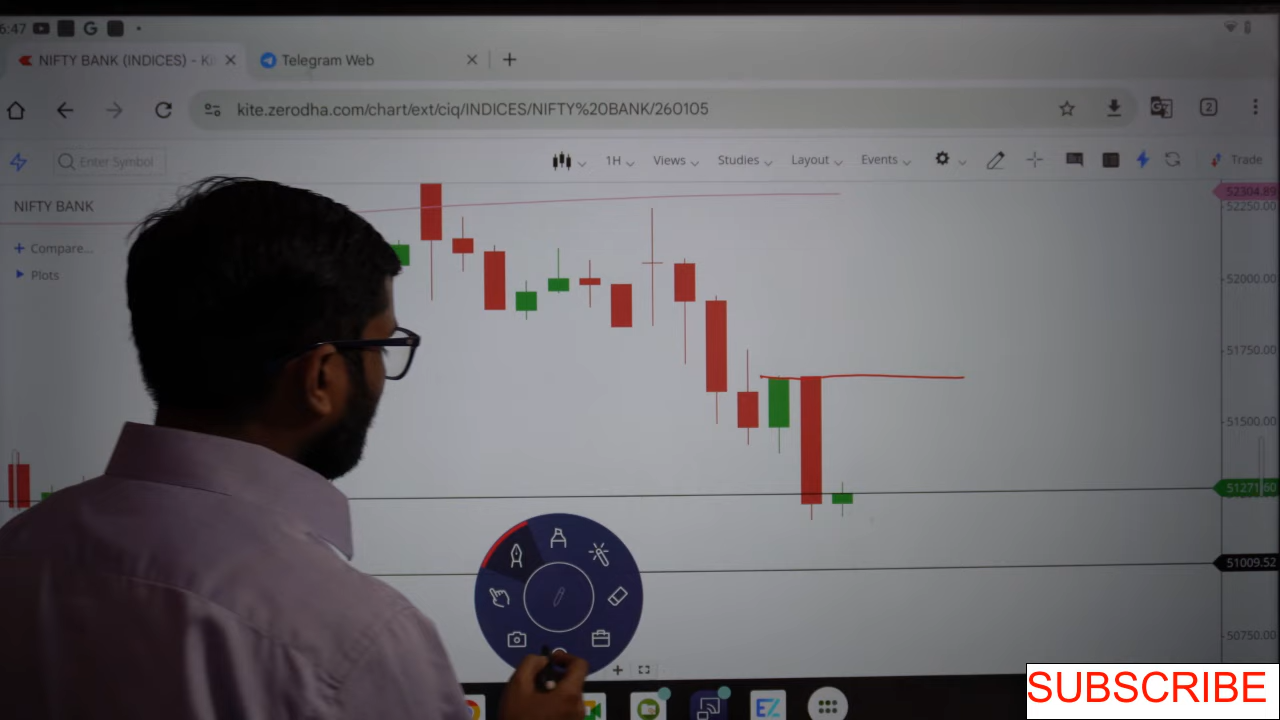 6:47
NIFTY BANK (INDICES) - Ki
Telegram Web
kite.zerodha.com/chart/ext/ciq/INDICES/NIFTY%20BANK/260105
2
Enter Symbol
1H
Views
Studies
Layout
Events
Trade
NIFTY BANK
Compare...
Plots
52304.89
52250.00
52000.00
51750.00
51500.00
51271.60
51009.52
50750.00
EZ
SUBSCRIBE